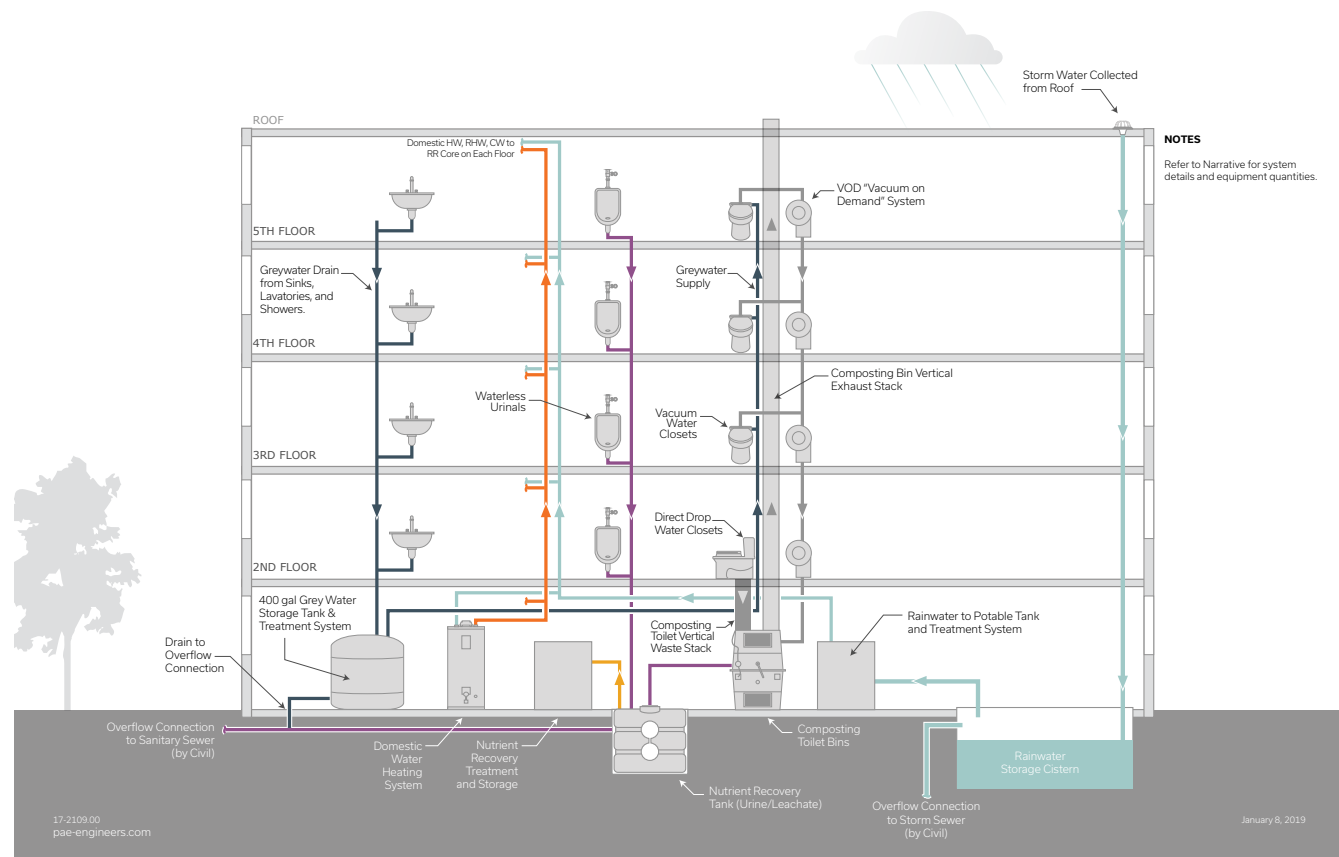 Storm Water Collected
from Roof
ROOF
NOTES
Refer to Narrative for system
details and equipment quantities.
Domestic HW, RHW, CW to
RR Core on Each Floor
VOD "Vacuum on
Demand" System
5TH FLOOR
Greywater Drain
from Sinks,
Lavatories, and
Showers.
Greywater
Supply
4TH FLOOR
Composting Bin Vertical
Exhaust Stack
Waterless
Urinals
Vacuum
Water
Closets
3RD FLOOR
Direct Drop
Water Closets
2ND FLOOR
400 gal Grey Water
Storage Tank &
Treatment System
Composting
Toilet Vertical
Waste Stack
Rainwater to Potable Tank
and Treatment System
Drain to
Overflow
Connection
Overflow Connection
to Sanitary Sewer
(by Civil)
Domestic
Water
Heating
System
Nutrient
Recovery
Treatment
and Storage
Composting
Toilet Bins
Rainwater
Storage Cistern
Nutrient Recovery
Tank (Urine/Leachate)
Overflow Connection
to Storm Sewer
(by Civil)
17-2109.00
pae-engineers.com
January 8, 2019